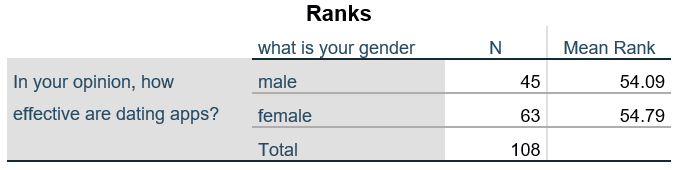 Ranks
what is your gender N Mean Rank
In your opinion, how effective are dating apps? male 45 54.09
female 63 54.79
Total 108